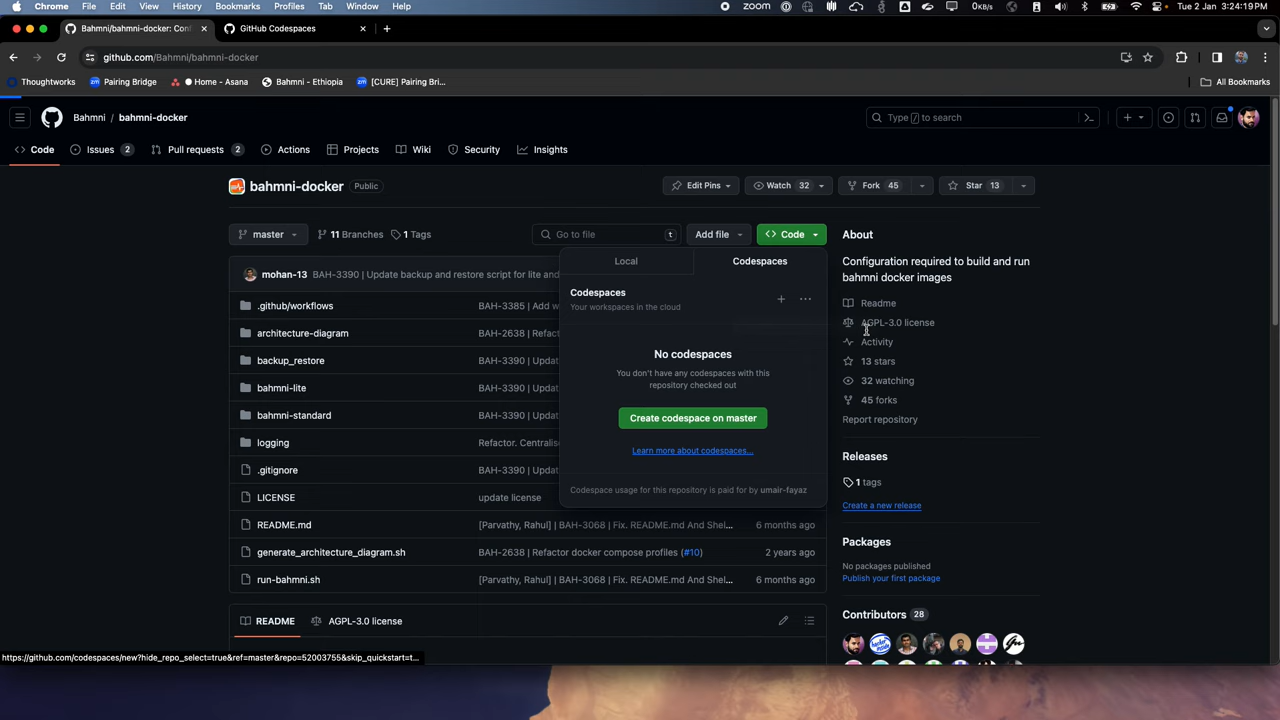 Chrome File Edit View History Bookmarks Profiles Tab Window Help
zoom
0KB/s
Tue 2 Jan 3:24:19 PM
Bahmni/bahmni-docker: Con
GitHub Codespaces
github.com/Bahmni/bahmni-docker
Thoughtworks
Pairing Bridge
Home - Asana
Bahmni - Ethiopia
[CURE] Pairing Bri...
All Bookmarks
Bahmni / bahmni-docker
Type / to search
Code
Issues 2
Pull requests 2
Actions
Projects
Wiki
Security
Insights
bahmni-docker Public
Edit Pins
Watch 32
Fork 45
Star 13
master
11 Branches
1 Tags
Go to file t
Add file
<> Code
Local
Codespaces
Codespaces
Your workspaces in the cloud
No codespaces
You don't have any codespaces with this
repository checked out
Create codespace on master
Learn more about codespaces...
Codespace usage for this repository is paid for by umair-fayaz
mohan-13 BAH-3390 | Update backup and restore script for lite and
.github/workflows BAH-3385 | Add w
architecture-diagram BAH-2638 | Refact
backup_restore BAH-3390 | Updat
bahmni-lite BAH-3390 | Updat
bahmni-standard BAH-3390 | Updat
logging Refactor. Centralis
.gitignore BAH-3390 | Updat
LICENSE update license
README.md [Parvathy, Rahul] | BAH-3068 | Fix. README.md And Shel... 6 months ago
generate_architecture_diagram.sh BAH-2638 | Refactor docker compose profiles (#10) 2 years ago
run-bahmni.sh [Parvathy, Rahul] | BAH-3068 | Fix. README.md And Shel... 6 months ago
README
AGPL-3.0 license
About
Configuration required to build and run
bahmni docker images
Readme
AGPL-3.0 license
Activity
13 stars
32 watching
45 forks
Report repository
Releases
1 tags
Create a new release
Packages
No packages published
Publish your first package
Contributors 28
https://github.com/codespaces/new?hide_repo_select=true&ref=master&repo=52003755&skip_quickstart=t...